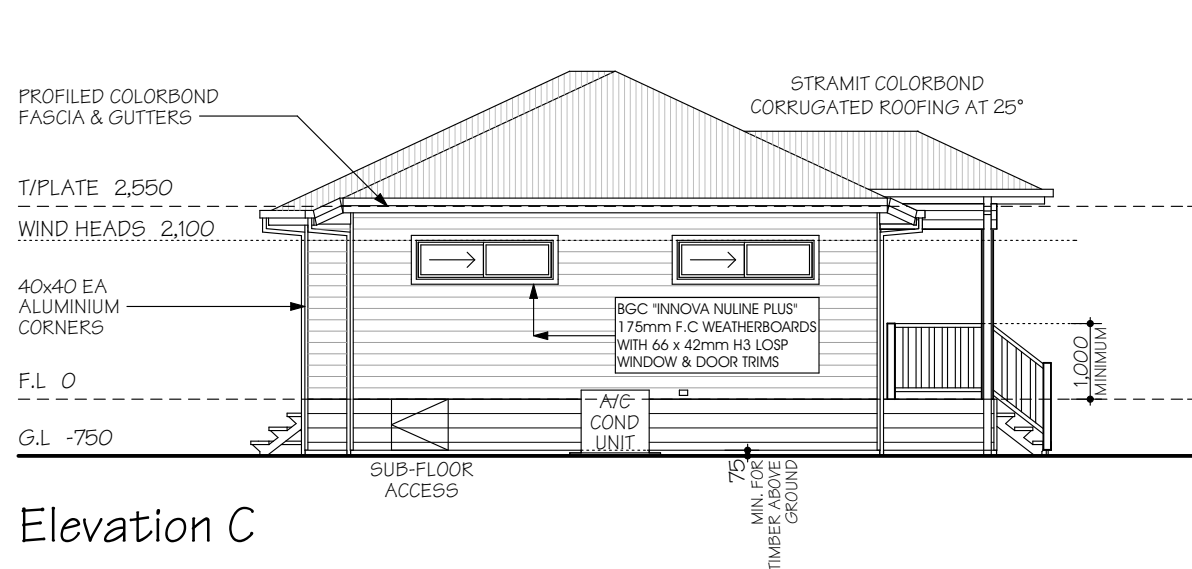 PROFILED COLORBOND
FASCIA & GUTTERS
STRAMIT COLORBOND
CORRUGATED ROOFING AT 25°
T/PLATE 2,550
WIND HEADS 2,100
40x40 EA
ALUMINIUM
CORNERS
BGC "INNOVA NULINE PLUS"
175mm F.C WEATHERBOARDS
WITH 66 x 42mm H3 LOSP
WINDOW & DOOR TRIMS
1,000
MINIMUM
F.L 0
A/C
COND
UNIT
G.L -750
SUB-FLOOR
ACCESS
75
MIN. FOR
TIMBER ABOVE
GROUND
Elevation C